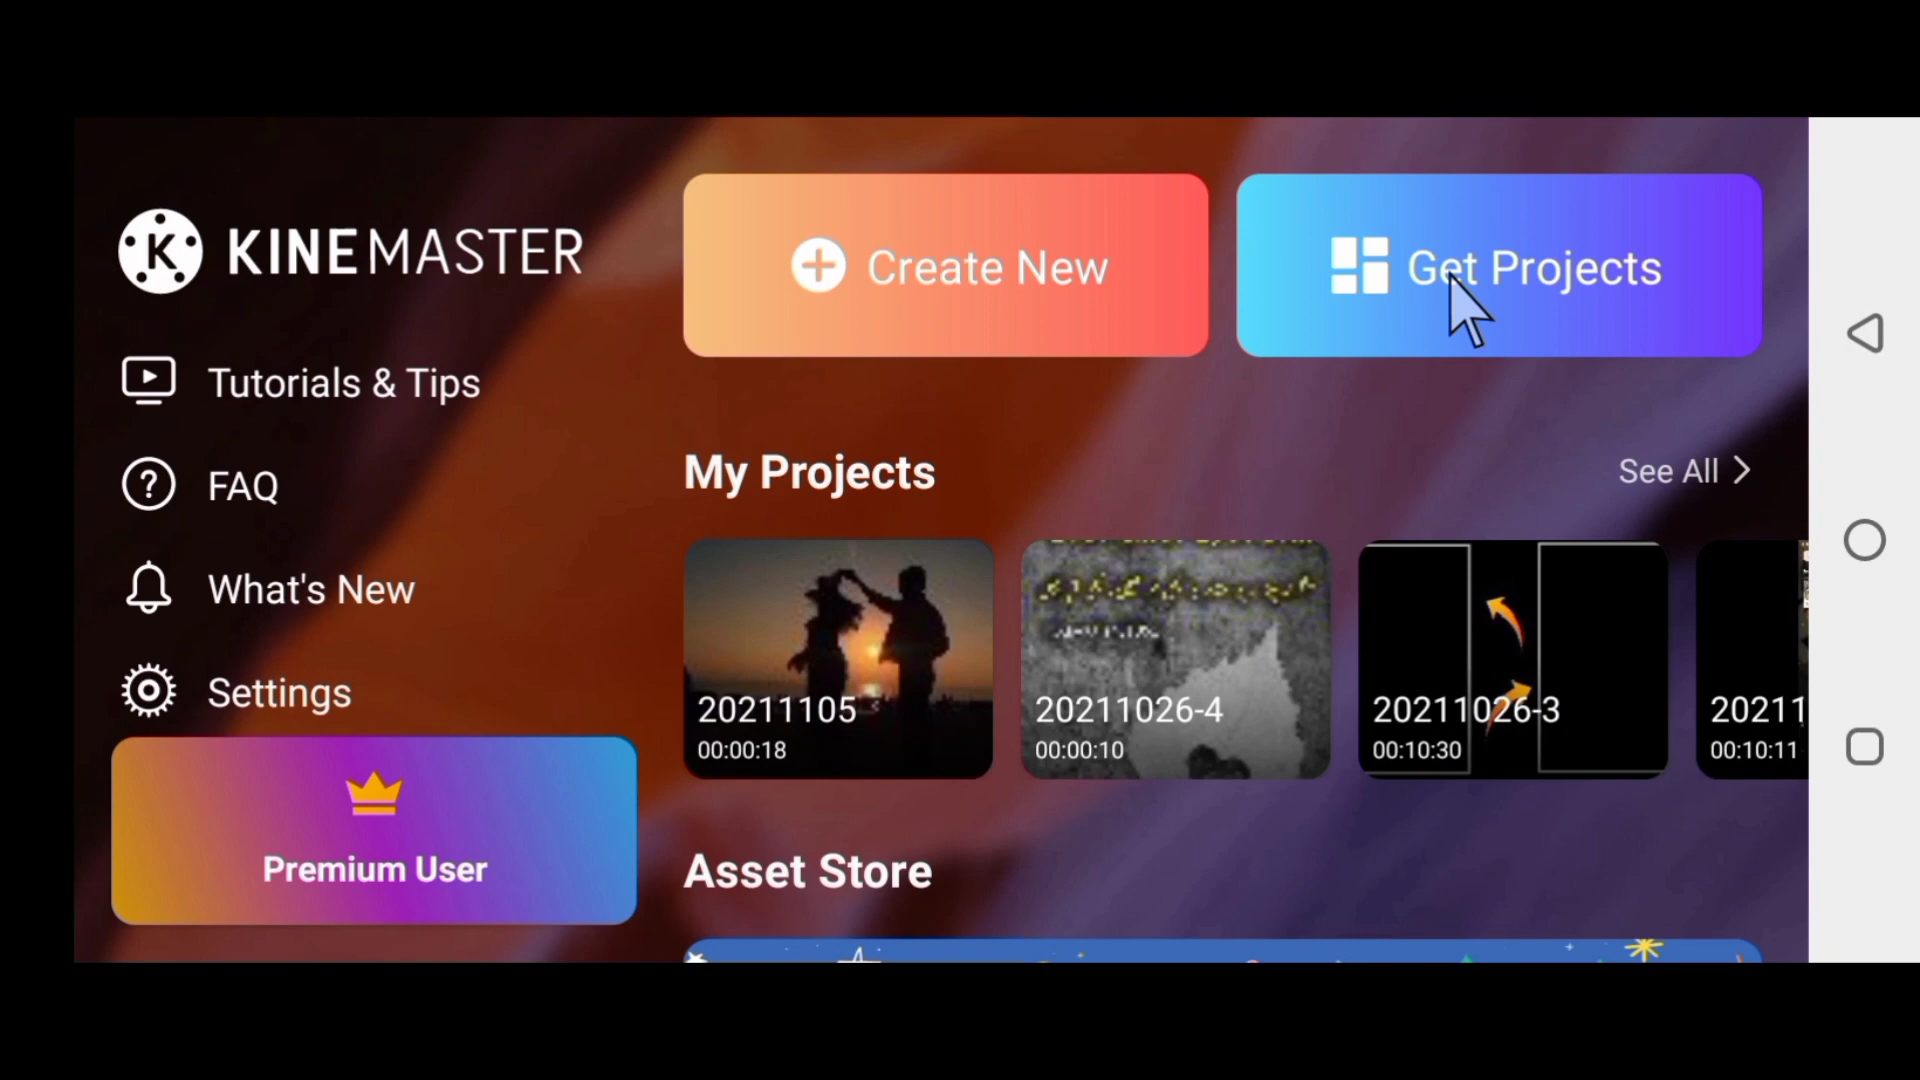 KINEMASTER
Tutorials & Tips
FAQ
What's New
Settings
Premium User
Create New
Get Projects
My Projects
See All
20211105
00:00:18
20211026-4
00:00:10
20211026-3
00:10:30
20211
00:10:11
Asset Store